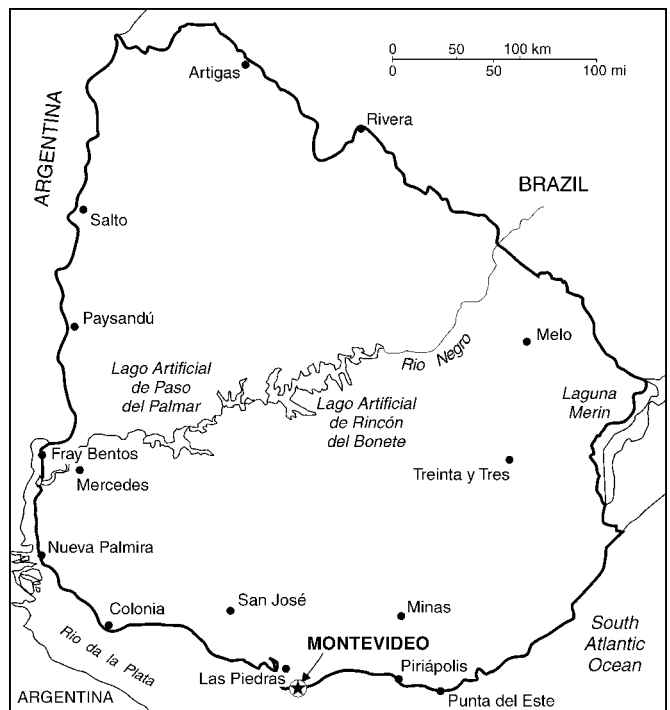 0 50 100 km
0 50 100 mi
Artigas
Rivera
ARGENTINA
BRAZIL
Salto
Paysandú
Melo
Río Negro
Lago Artificial
de Paso
del Palmar
Lago Artificial
de Rincón
del Bonete
Laguna
Merin
Fray Bentos
Mercedes
Treinta y Tres
Nueva Palmira
San José
Minas
Colonia
MONTEVIDEO
South
Atlantic
Ocean
Rio da la Plata
Las Piedras
Piriápolis
Punta del Este
ARGENTINA